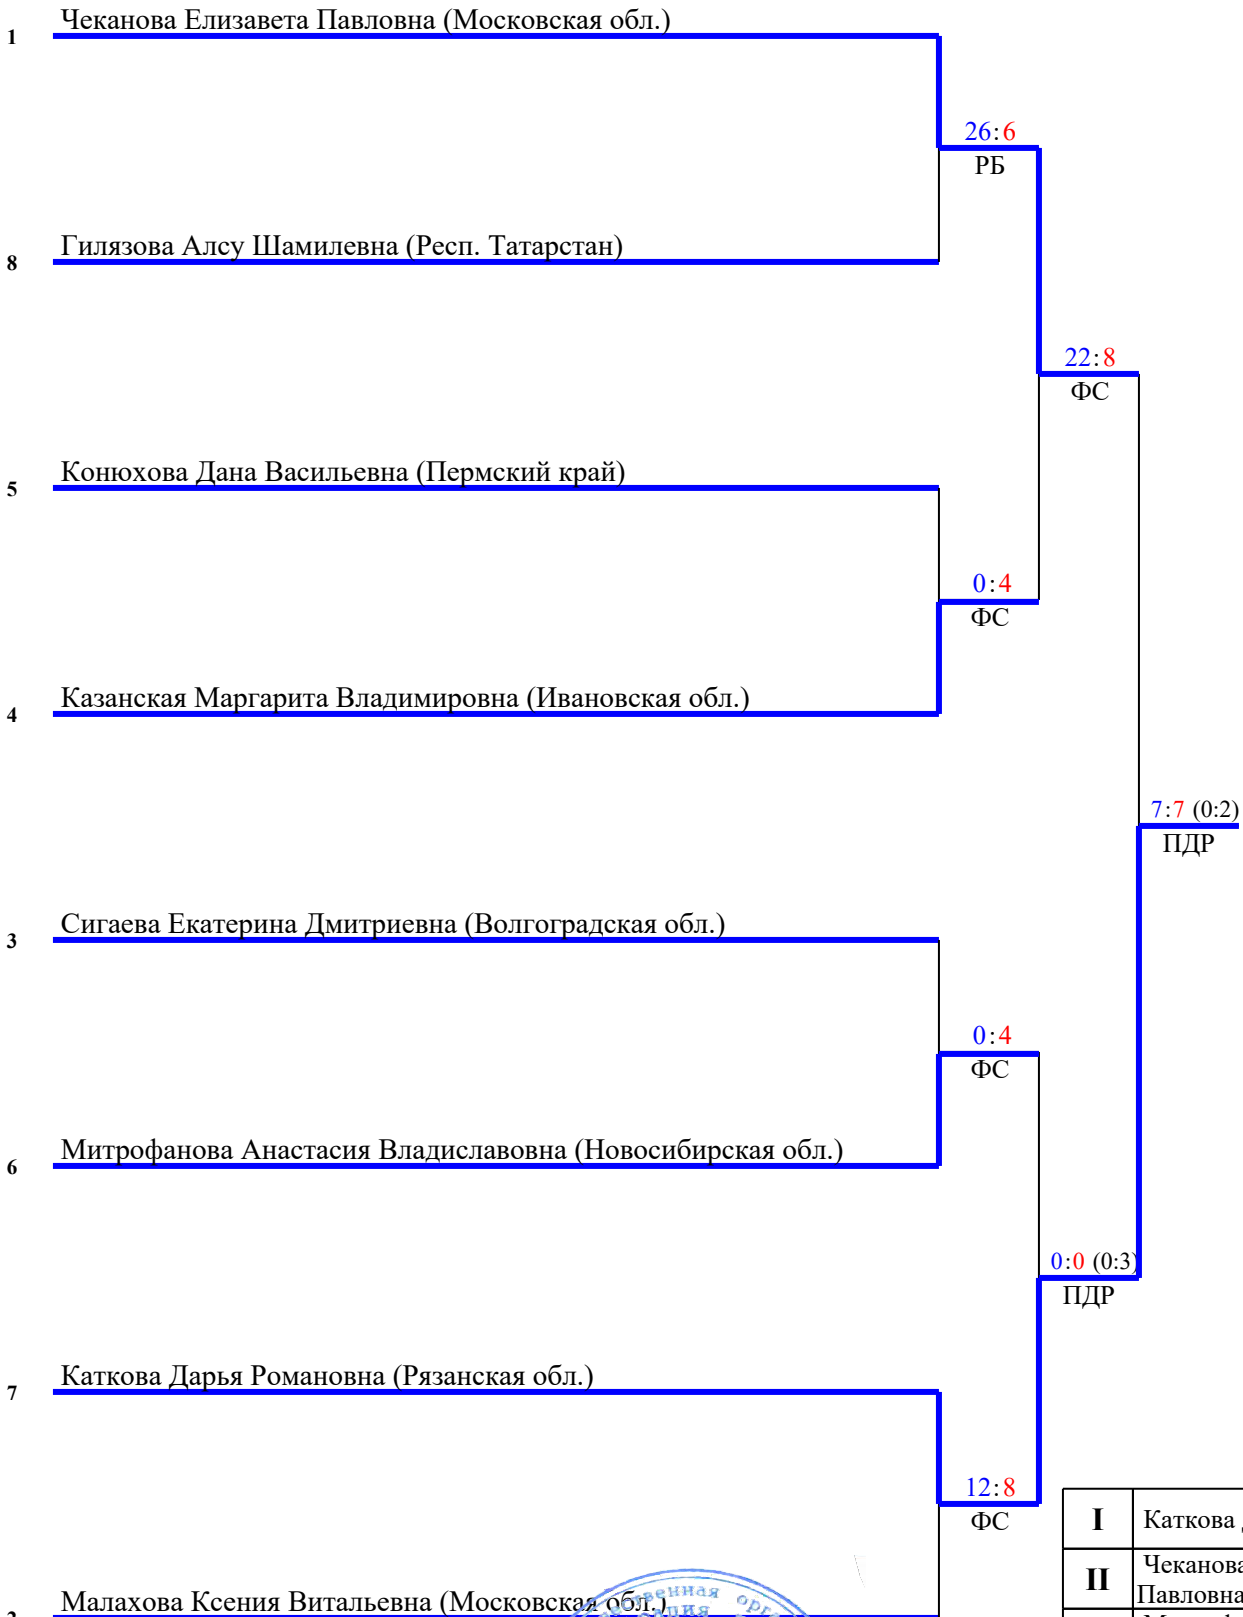 Чеканова Елизавета Павловна (Московская обл.)
1
26:6
РБ
Гилязова Алсу Шамилевна (Респ. Татарстан)
8
22:8
ФС
Конюхова Дана Васильевна (Пермский край)
5
0:4
ФС
Казанская Маргарита Владимировна (Ивановская обл.)
4
7:7 (0:2)
ПДР
Сигаева Екатерина Дмитриевна (Волгоградская обл.)
3
0:4
ФС
Митрофанова Анастасия Владиславовна (Новосибирская обл.)
6
0:0 (0:3)
ПДР
Каткова Дарья Романовна (Рязанская обл.)
7
12:8
ФС
I Каткова
II Чеканова
Павловна
Малахова Ксения Витальевна (Московская обл.)